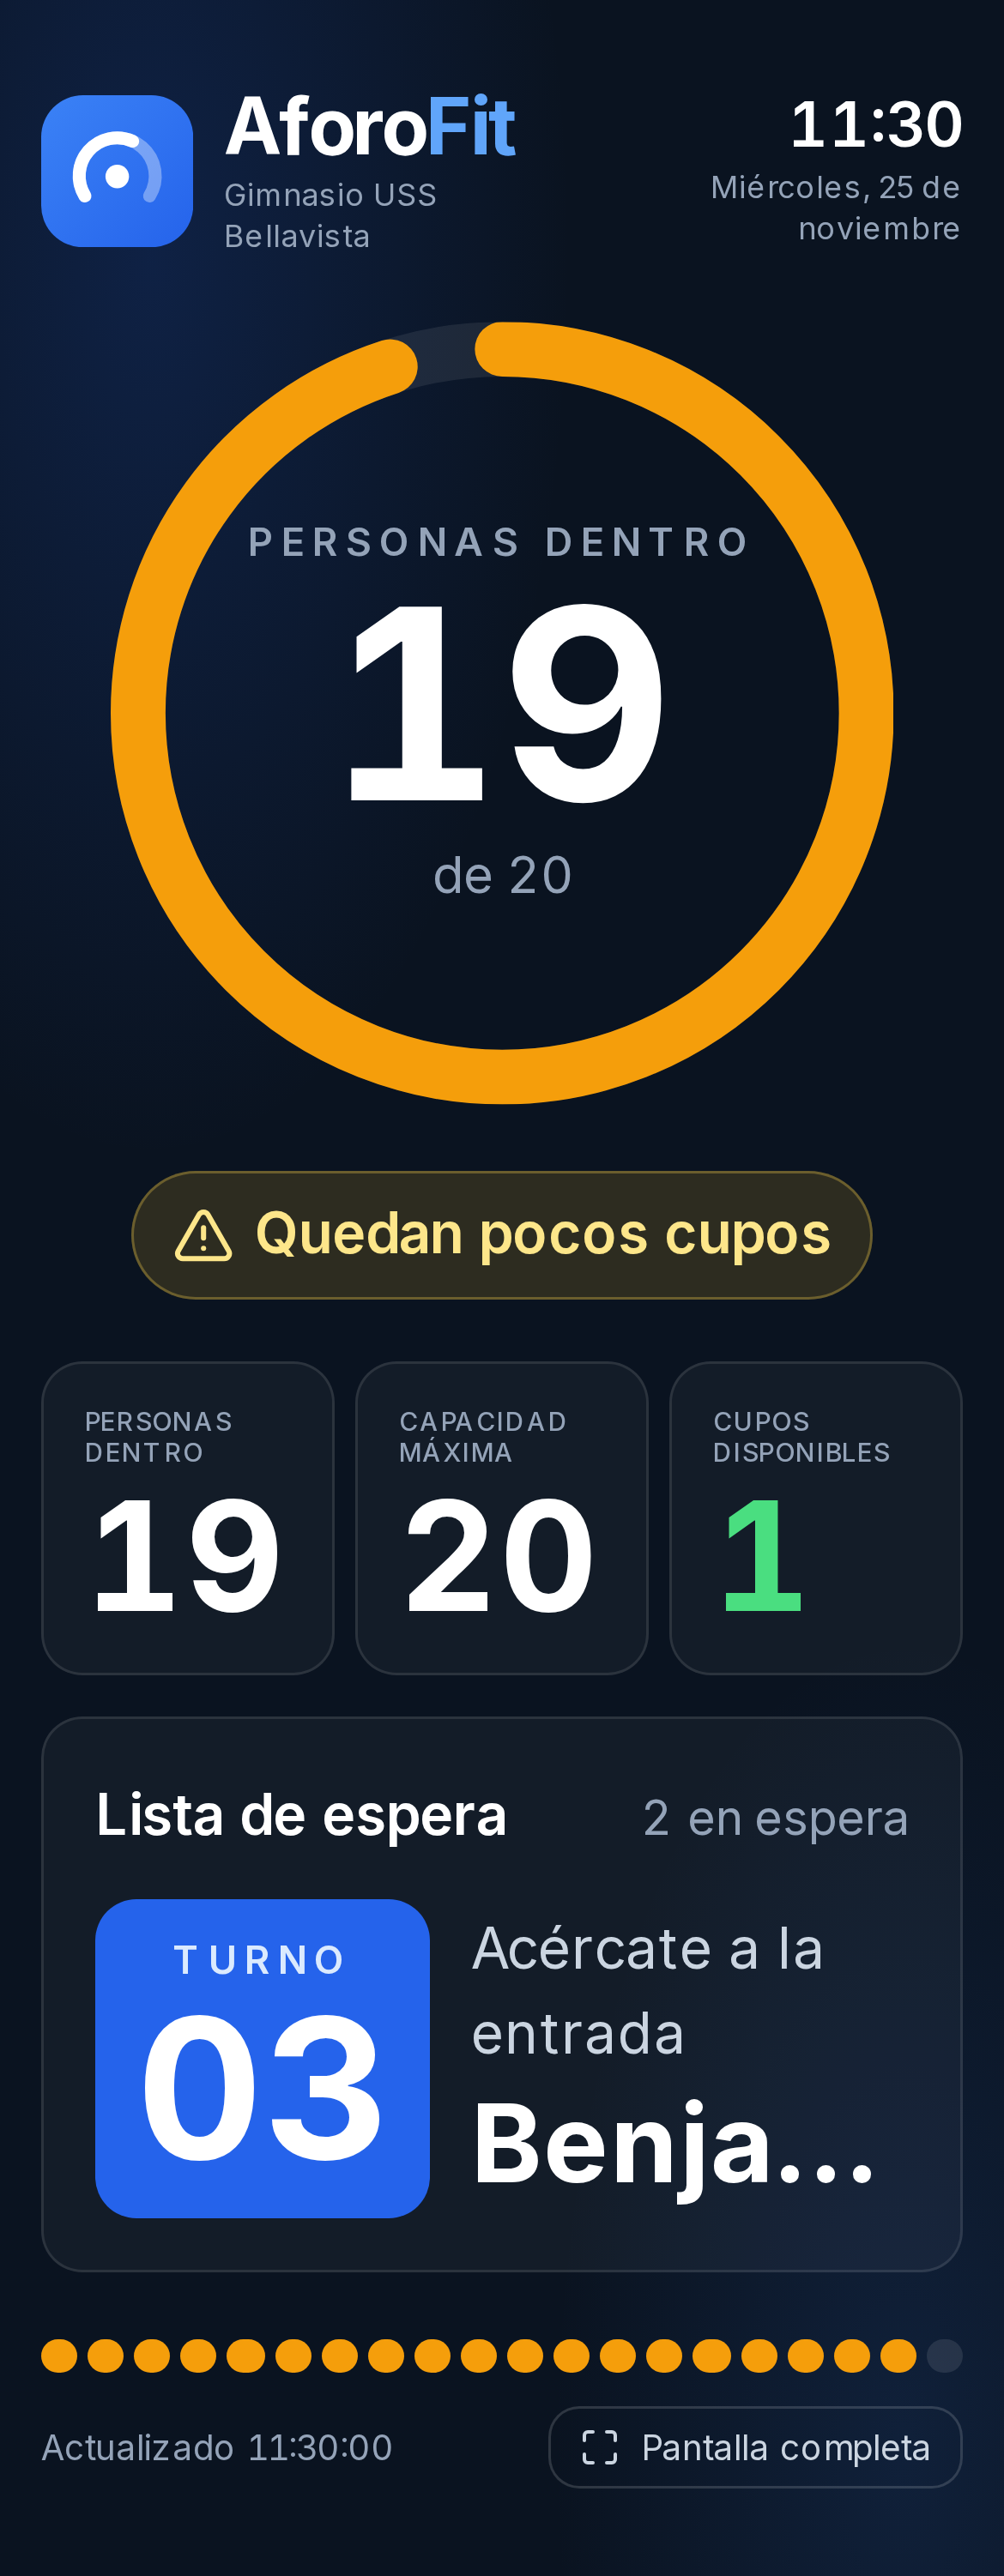 AforoFit
Gimnasio USS
Bellavista
11:30
Miércoles, 25 de
noviembre
PERSONAS DENTRO
19
de 20
Quedan pocos cupos
PERSONAS
DENTRO
19
CAPACIDAD
MÁXIMA
20
CUPOS
DISPONIBLES
1
Lista de espera
2 en espera
TURNO
03
Acércate a la
entrada
Benja...
Actualizado 11:30:00
Pantalla completa